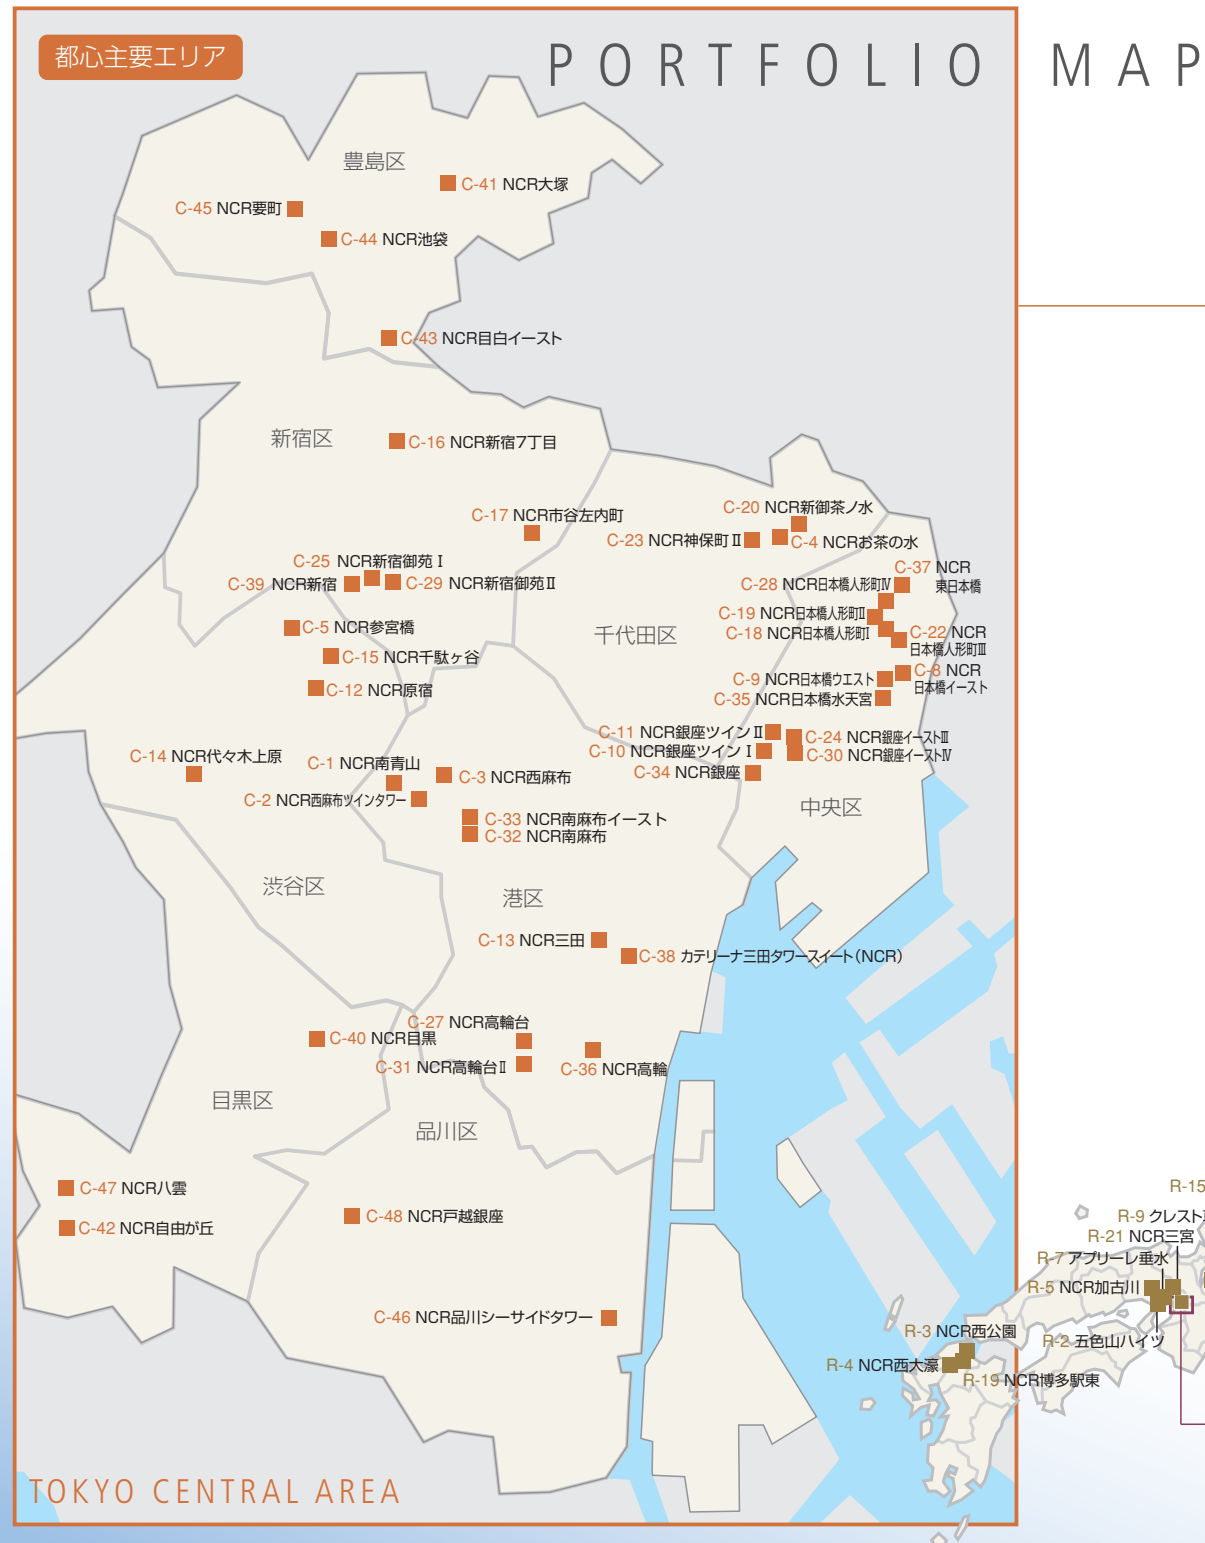 都心主要エリア
PORTFOLIO MAP
豊島区
C-41 NCR大塚
C-45 NCR要町
C-44 NCR池袋
C-43 NCR目白イースト
新宿区
C-16 NCR新宿7丁目
C-20 NCR新御茶ノ水
C-17 NCR市谷左内町
C-23 NCR神保町Ⅱ
C-4 NCRお茶の水
C-25 NCR新宿御苑Ⅰ
C-37 NCR
東日本橋
C-39 NCR新宿
C-29 NCR新宿御苑Ⅱ
C-28 NCR日本橋人形町Ⅳ
C-19 NCR日本橋人形町Ⅱ
C-5 NCR参宮橋
千代田区
C-18 NCR日本橋人形町Ⅰ
C-22 NCR
日本橋人形町Ⅲ
C-15 NCR千駄ヶ谷
C-8 NCR
日本橋イースト
C-9 NCR日本橋ウエスト
C-12 NCR原宿
C-35 NCR日本橋水天宮
C-11 NCR銀座ツインⅡ
C-24 NCR銀座イーストⅢ
C-10 NCR銀座ツインⅠ
C-30 NCR銀座イーストⅣ
C-14 NCR代々木上原
C-1 NCR南青山
C-34 NCR銀座
C-3 NCR西麻布
C-2 NCR西麻布ツインタワー
中央区
C-33 NCR南麻布イースト
C-32 NCR南麻布
渋谷区
港区
C-13 NCR三田
C-38 カテリーナ三田タワースイート(NCR)
C-27 NCR高輪台
C-40 NCR目黒
C-31 NCR高輪台Ⅱ
C-36 NCR高輪
目黒区
品川区
C-47 NCR八雲
C-48 NCR戸越銀座
C-42 NCR自由が丘
C-46 NCR品川シーサイドタワー
R-15
R-9 クレスト
R-21 NCR三宮
R-7 アプリーレ垂水
R-5 NCR加古川
R-3 NCR西公園
R-2 五色山ハイツ
R-4 NCR西大濠
R-19 NCR博多駅東
TOKYO CENTRAL AREA